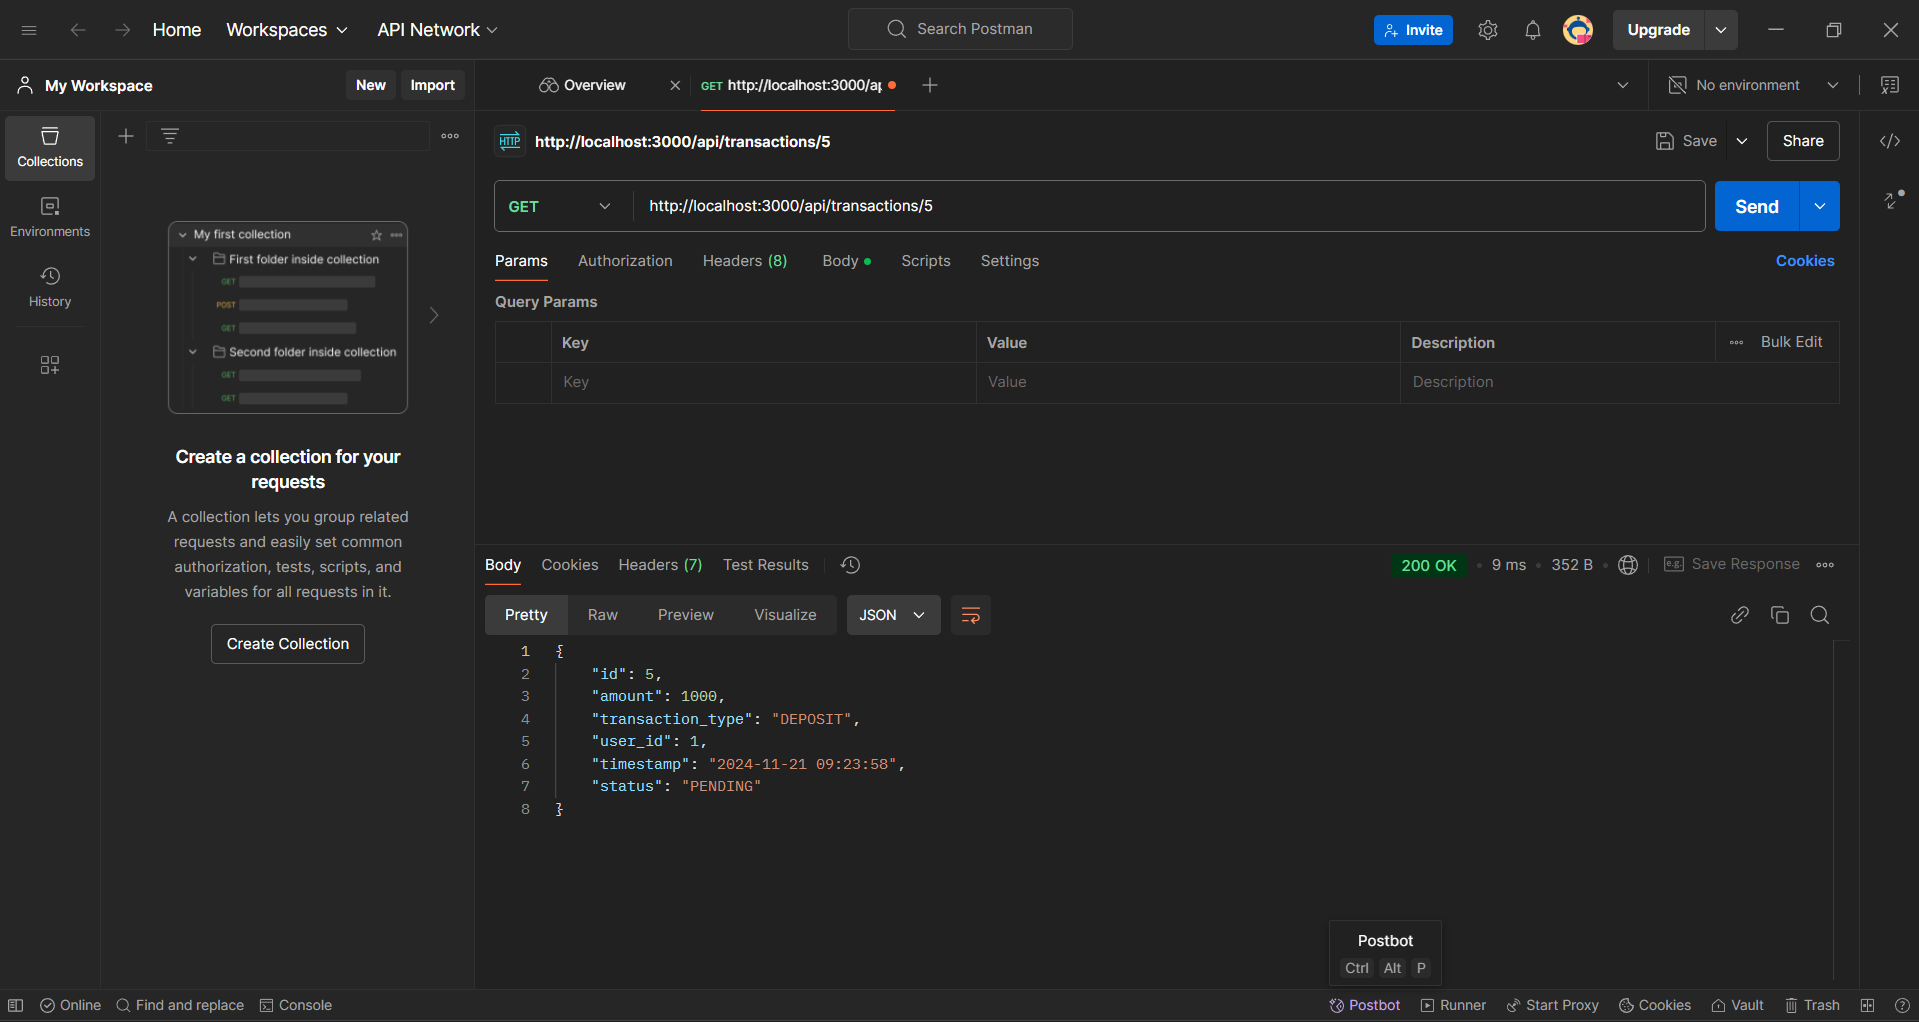 Home Workspaces API Network Search Postman Invite Upgrade
My Workspace New Import Overview GET http://localhost:3000/ap No environment
Collections
Environments
History
My first collection
First folder inside collection
GET
POST
GET
Second folder inside collection
GET
GET
Create a collection for your
requests
A collection lets you group related
requests and easily set common
authorization, tests, scripts, and
variables for all requests in it.
Create Collection
HTTP http://localhost:3000/api/transactions/5 Save Share
GET http://localhost:3000/api/transactions/5 Send
Params Authorization Headers (8) Body Scripts Settings Cookies
Query Params
Key Value Description Bulk Edit
Key Value Description
Body Cookies Headers (7) Test Results 200 OK 9 ms 352 B e.g. Save Response
Pretty Raw Preview Visualize JSON
1 {
2 "id": 5,
3 "amount": 1000,
4 "transaction_type": "DEPOSIT",
5 "user_id": 1,
6 "timestamp": "2024-11-21 09:23:58",
7 "status": "PENDING"
8 }
Postbot
Ctrl Alt P
Online Find and replace Console Postbot Runner Start Proxy Cookies Vault Trash